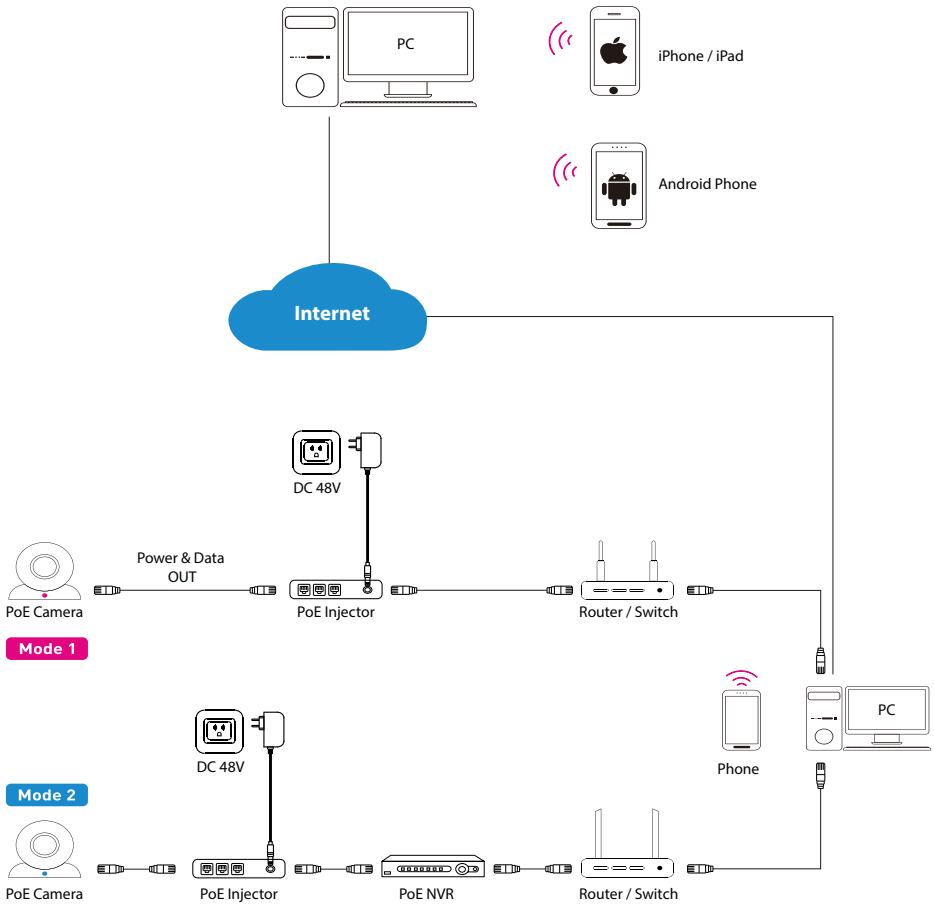 PC
iPhone / iPad
Android Phone
Internet
DC 48V
Power & Data
OUT
PoE Camera
PoE Injector
Router / Switch
Mode 1
PC
DC 48V
Phone
Mode 2
PoE Camera
PoE Injector
PoE NVR
Router / Switch